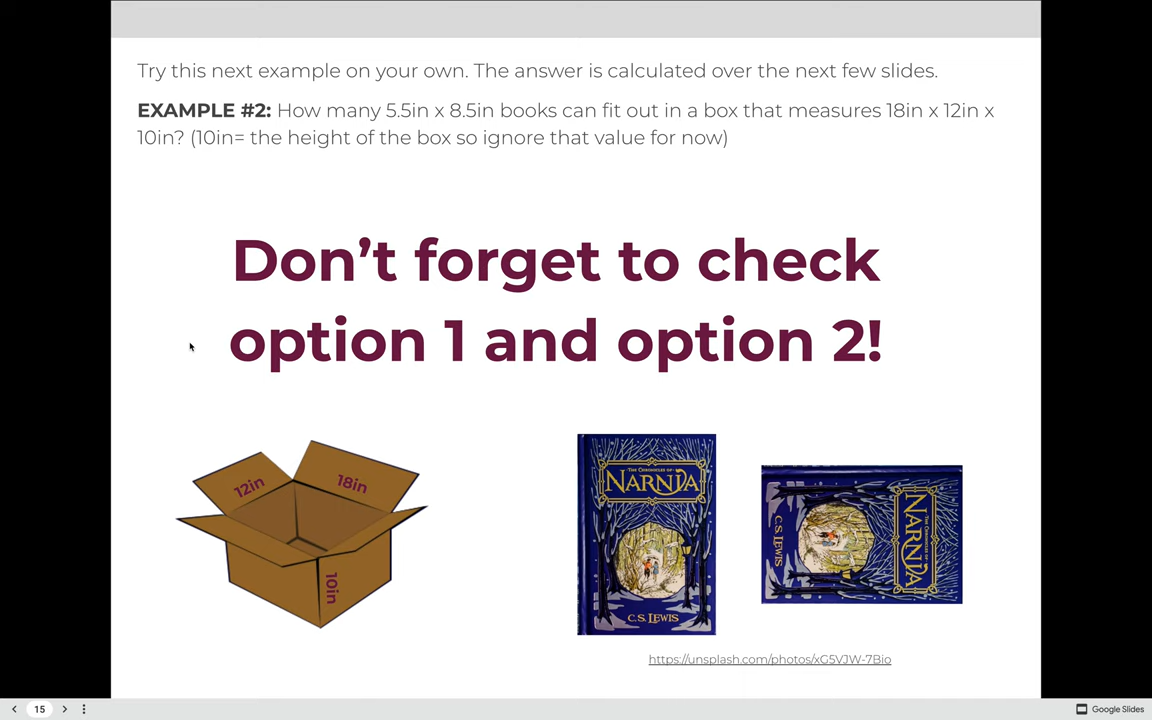 Try this next example on your own. The answer is calculated over the next few slides.
EXAMPLE #2: How many 5.5in x 8.5in books can fit out in a box that measures 18in x 12in x
10in? (10in= the height of the box so ignore that value for now)
Don't forget to check
option 1 and option 2!
12in
18in
10in
THE CHRONICLES OF
NARNIA
C.S. LEWIS
NARNIA
C.S. LEWIS
https://unsplash.com/photos/xG5VJW-7Bio
15
Google Slides